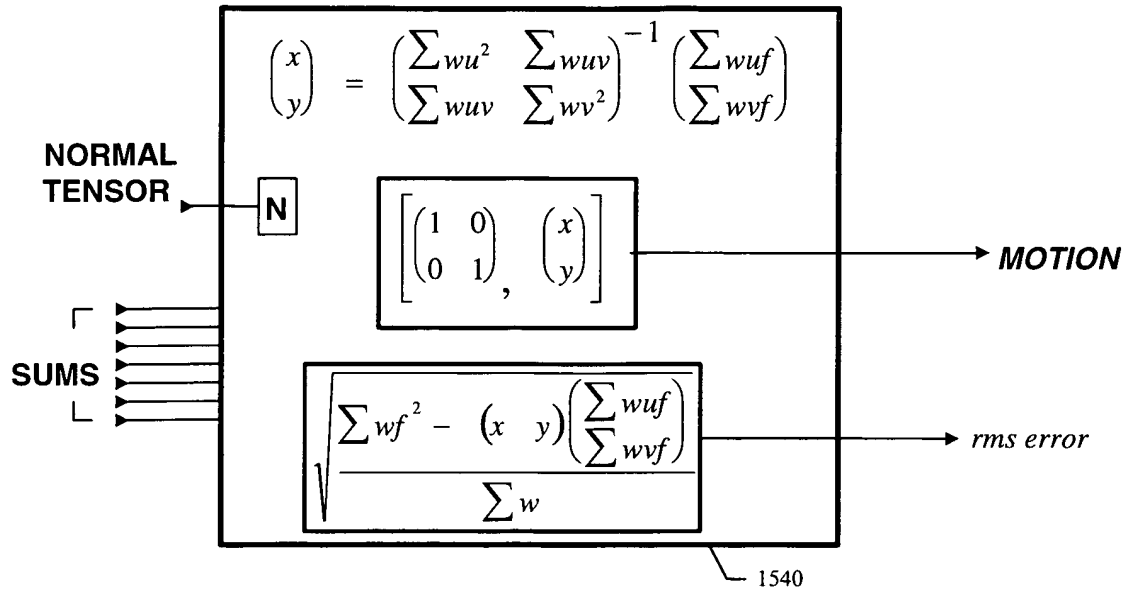 (x y) = (∑wu² ∑wuv ∑wuv ∑wv²)⁻¹ (∑wuf ∑wvf)
NORMAL
TENSOR
N
[(1 0 0 1), (x y)]
MOTION
SUMS
√((∑wf² − (x y)(∑wuf ∑wvf)) / ∑w)
rms error
1540